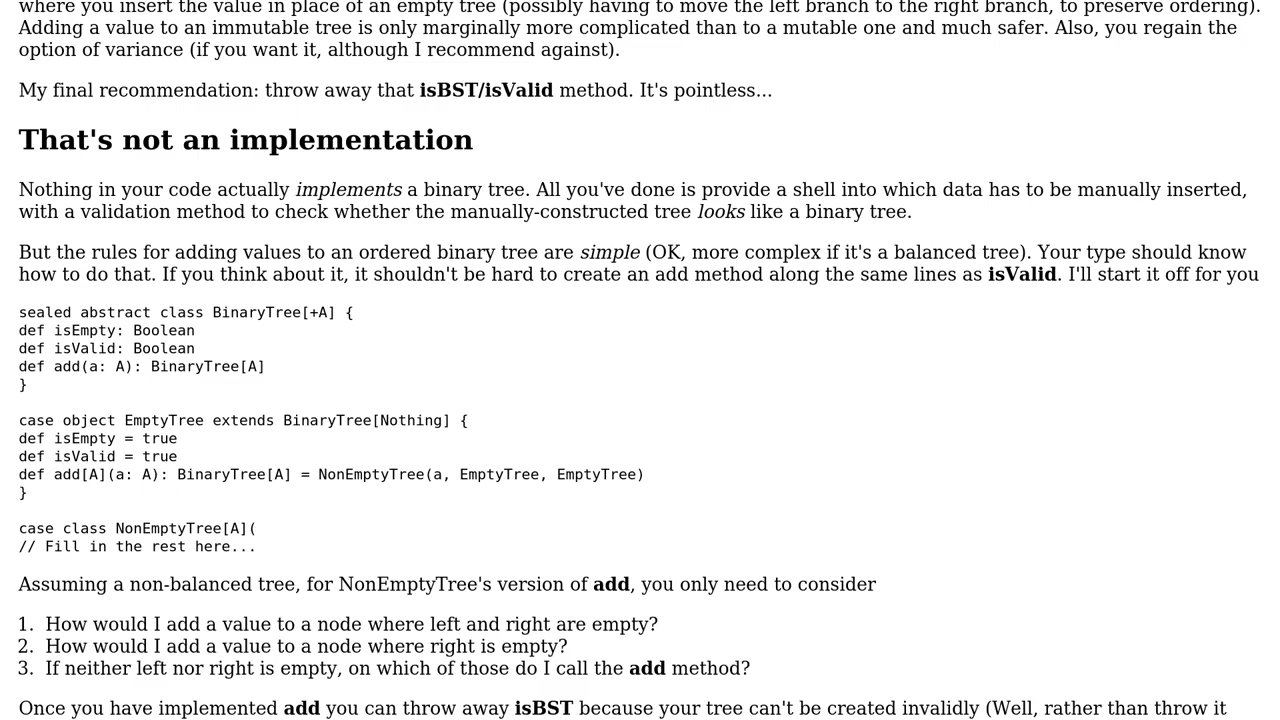 where you insert the value in place of an empty tree (possibly having to move the left branch to the right branch, to preserve ordering).
Adding a value to an immutable tree is only marginally more complicated than to a mutable one and much safer. Also, you regain the
option of variance (if you want it, although I recommend against).
My final recommendation: throw away that isBST/isValid method. It's pointless...
That's not an implementation
Nothing in your code actually implements a binary tree. All you've done is provide a shell into which data has to be manually inserted,
with a validation method to check whether the manually-constructed tree looks like a binary tree.
But the rules for adding values to an ordered binary tree are simple (OK, more complex if it's a balanced tree). Your type should know
how to do that. If you think about it, it shouldn't be hard to create an add method along the same lines as isValid. I'll start it off for you
sealed abstract class BinaryTree[+A] {
def isEmpty: Boolean
def isValid: Boolean
def add(a: A): BinaryTree[A]
}
case object EmptyTree extends BinaryTree[Nothing] {
def isEmpty = true
def isValid = true
def add[A](a: A): BinaryTree[A] = NonEmptyTree(a, EmptyTree, EmptyTree)
}
case class NonEmptyTree[A](
// Fill in the rest here...
Assuming a non-balanced tree, for NonEmptyTree's version of add, you only need to consider
1. How would I add a value to a node where left and right are empty?
2. How would I add a value to a node where right is empty?
3. If neither left nor right is empty, on which of those do I call the add method?
Once you have implemented add you can throw away isBST because your tree can't be created invalidly (Well, rather than throw it